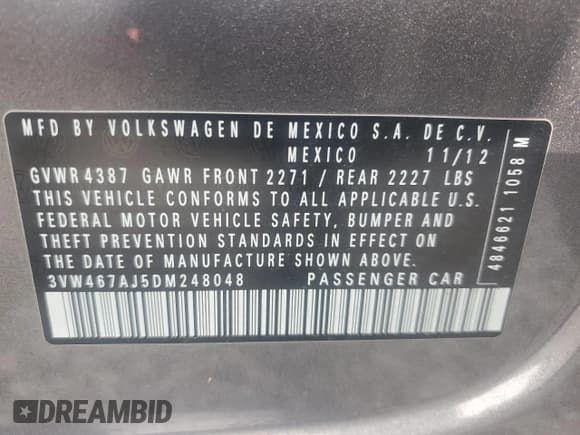 MFD BY VOLKSWAGEN DE MEXICO S.A. DE C.V.
MEXICO 11/12
GVWR 4387 GAWR FRONT 2271 / REAR 2227 LBS
THIS VEHICLE CONFORMS TO ALL APPLICABLE U.S.
FEDERAL MOTOR VEHICLE SAFETY, BUMPER AND
THEFT PREVENTION STANDARDS IN EFFECT ON
THE DATE OF MANUFACTURE SHOWN ABOVE.
3VW467AJ5DM248048 PASSENGER CAR
4846621 1058 M
DREAMBID